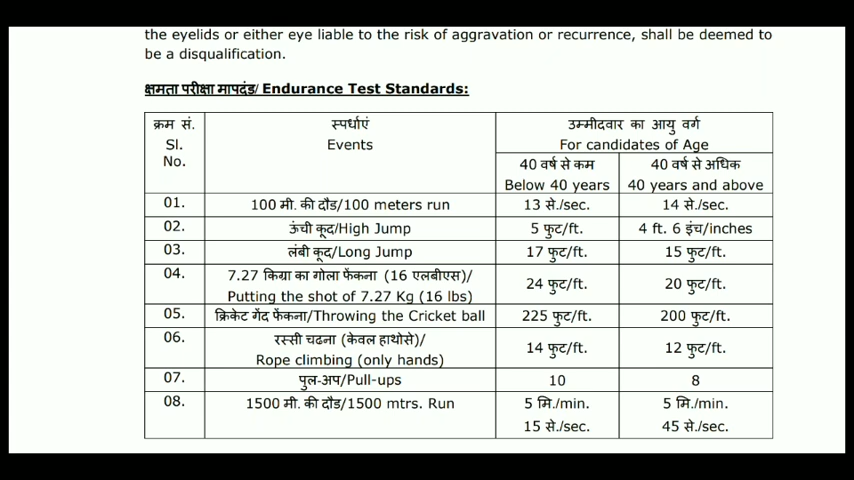 the eyelids or either eye liable to the risk of aggravation or recurrence, shall be deemed to
be a disqualification.
क्षमता परीक्षा मापदंड/ Endurance Test Standards:
क्रम सं.
Sl.
No.
स्पर्धाएं
Events
उम्मीदवार का आयु वर्ग
For candidates of Age
40 वर्ष से कम
Below 40 years
40 वर्ष से अधिक
40 years and above
01. 100 मी. की दौड/100 meters run 13 से./sec. 14 से./sec.
02. ऊंची कूद/High Jump 5 फुट/ft. 4 ft. 6 इंच/inches
03. लंबी कूद/Long Jump 17 फुट/ft. 15 फुट/ft.
04. 7.27 किग्रा का गोला फेंकना (16 एलबीएस)/
Putting the shot of 7.27 Kg (16 lbs) 24 फुट/ft. 20 फुट/ft.
05. क्रिकेट गेंद फेंकना/Throwing the Cricket ball 225 फुट/ft. 200 फुट/ft.
06. रस्सी चढना (केवल हाथोसे)/
Rope climbing (only hands) 14 फुट/ft. 12 फुट/ft.
07. पुल-अप/Pull-ups 10 8
08. 1500 मी. की दौड/1500 mtrs. Run 5 मि./min. 5 मि./min.
15 से./sec. 45 से./sec.